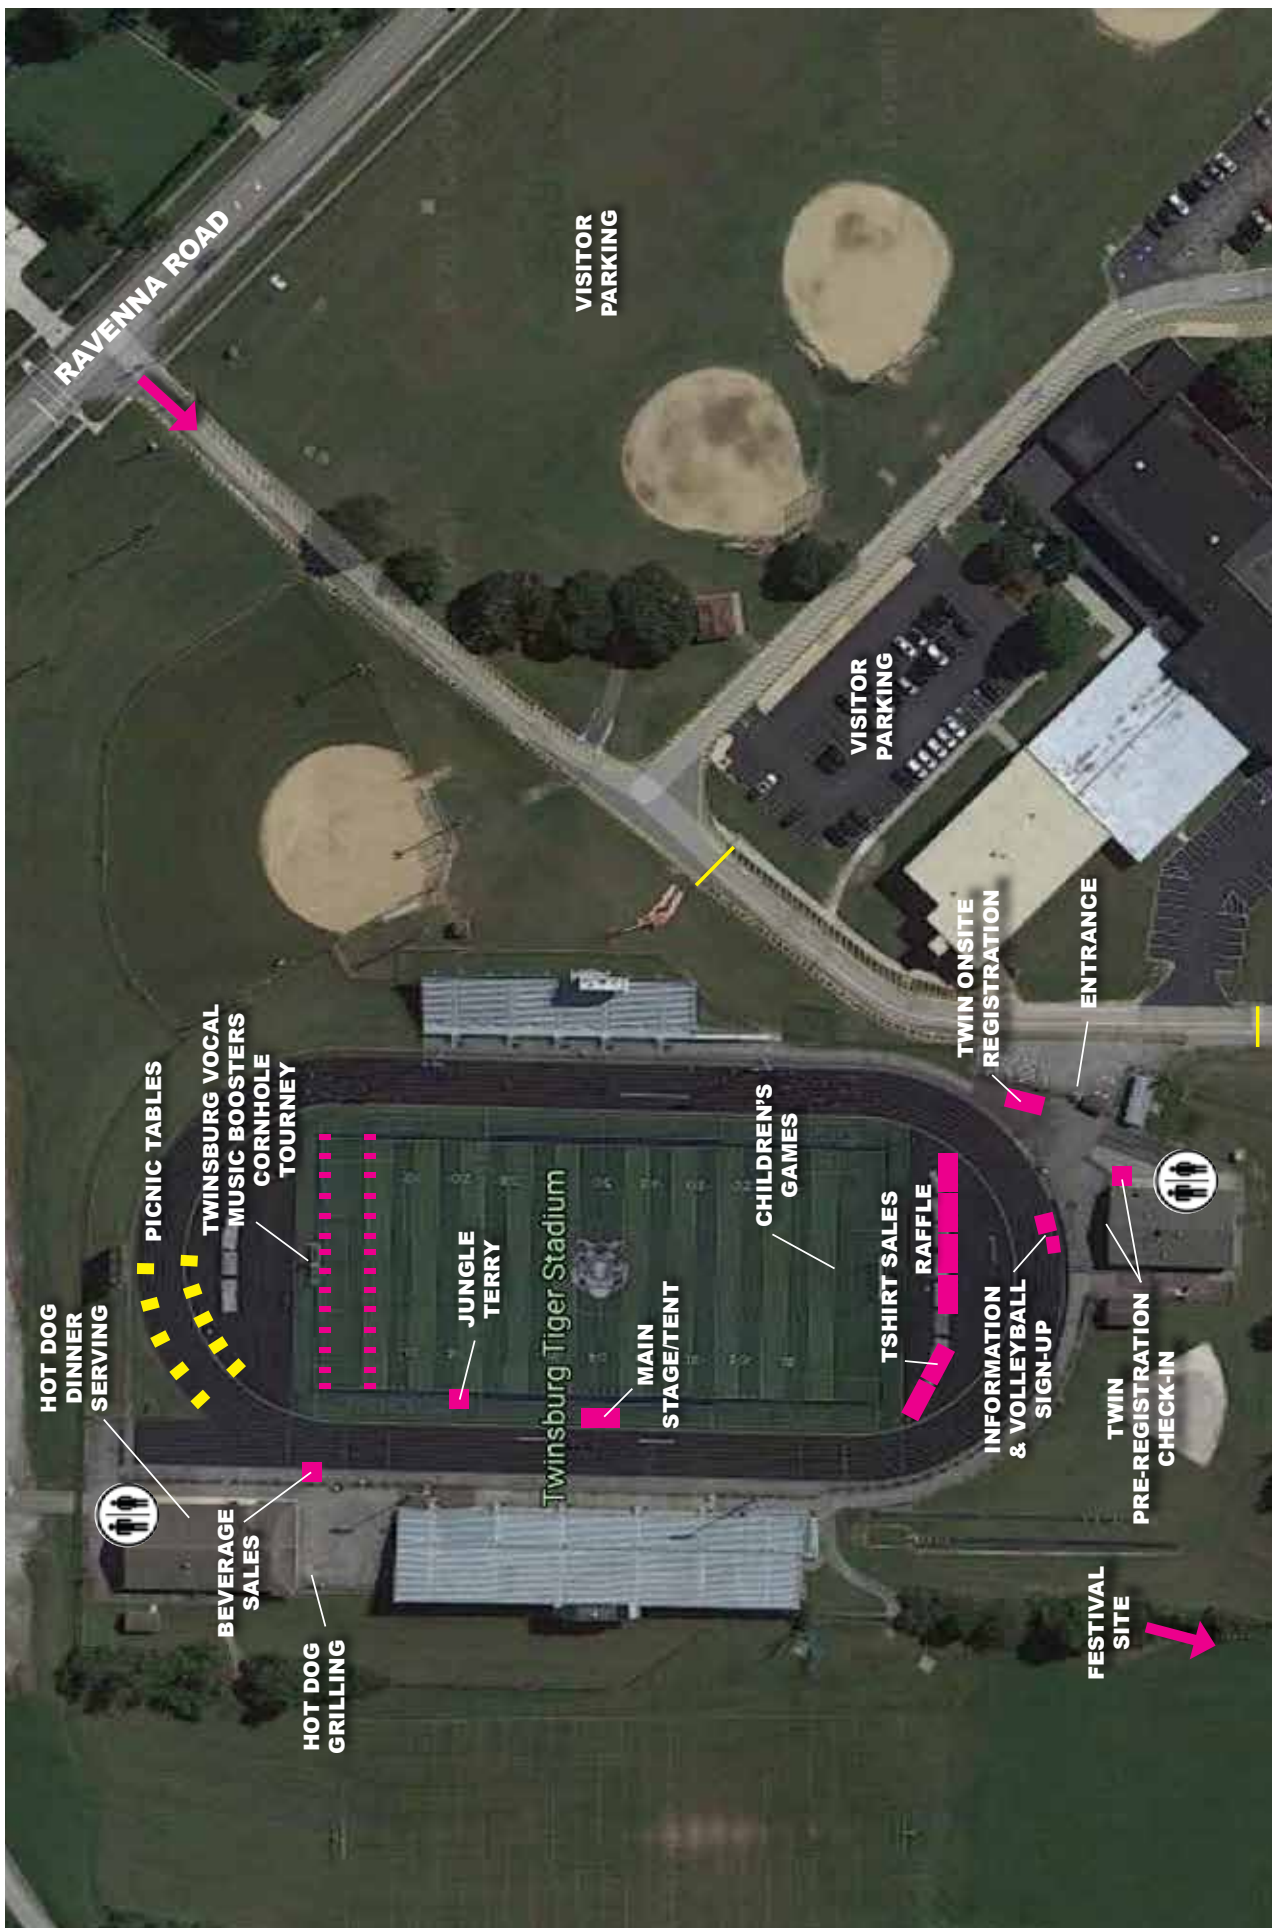 RAVENNA ROAD
VISITOR
PARKING
VISITOR
PARKING
PICNIC TABLES
TWINSBURG VOCAL
MUSIC BOOSTERS
CORNHOLE
TOURNEY
HOT DOG
DINNER
SERVING
BEVERAGE
SALES
HOT DOG
GRILLING
JUNGLE
TERRY
Twinsburg Tiger Stadium
MAIN
STAGE/TENT
CHILDREN'S
GAMES
TSHIRT SALES
RAFFLE
TWIN ONSITE
REGISTRATION
ENTRANCE
INFORMATION
& VOLLEYBALL
SIGN-UP
TWIN
PRE-REGISTRATION
CHECK-IN
FESTIVAL
SITE